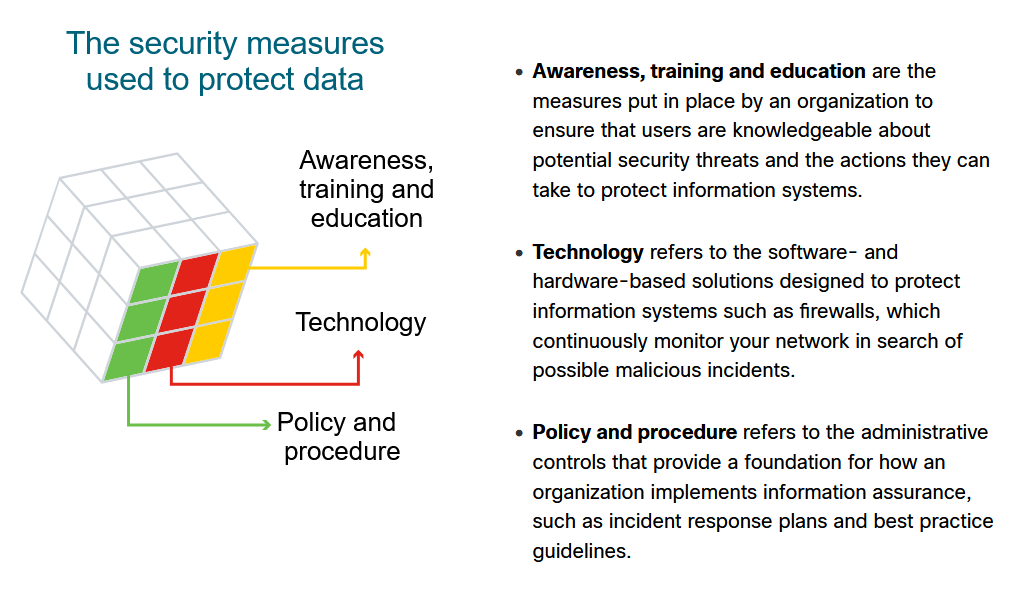 The security measures
used to protect data
Awareness,
training and
education
Technology
Policy and
procedure
• Awareness, training and education are the
measures put in place by an organization to
ensure that users are knowledgeable about
potential security threats and the actions they can
take to protect information systems.
• Technology refers to the software- and
hardware-based solutions designed to protect
information systems such as firewalls, which
continuously monitor your network in search of
possible malicious incidents.
• Policy and procedure refers to the administrative
controls that provide a foundation for how an
organization implements information assurance,
such as incident response plans and best practice
guidelines.